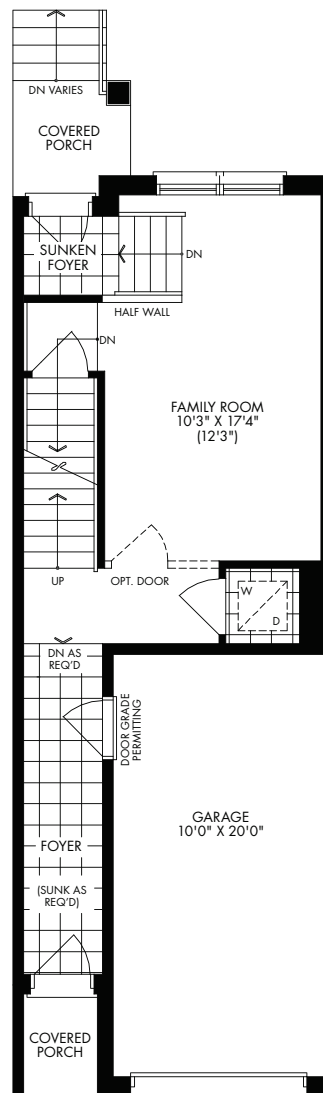 DN VARIES
COVERED
PORCH
SUNKEN
FOYER
DN
HALF WALL
DN
FAMILY ROOM
10'3" X 17'4"
(12'3")
UP
OPT. DOOR
W
D
DN AS
REQ'D
DOOR GRADE
PERMITTING
GARAGE
10'0" X 20'0"
FOYER
(SUNK AS
REQ'D)
COVERED
PORCH